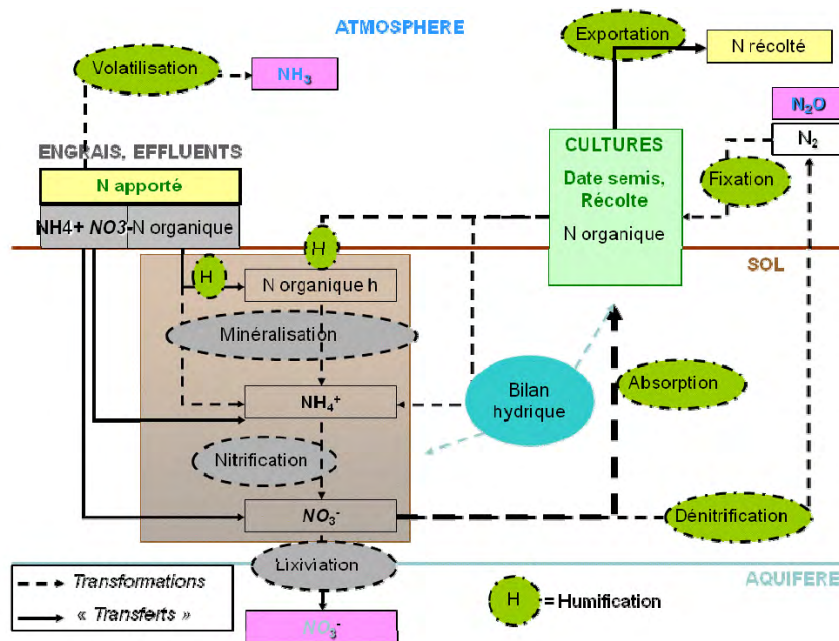 ATMOSPHERE
Exportation
N récolté
Volatilisation
NH₃
N₂O
N₂
ENGRAIS, EFFLUENTS
CULTURES
N apporté
Date semis,
Récolte
Fixation
NH4+ NO3-
N organique
N organique
H
SOL
H
N organique h
Minéralisation
Bilan
hydrique
Absorption
NH₄⁺
Nitrification
NO₃⁻
Dénitrification
Lixiviation
AQUIFERE
Transformations
« Transferts »
H
= Humification
NO₃⁻